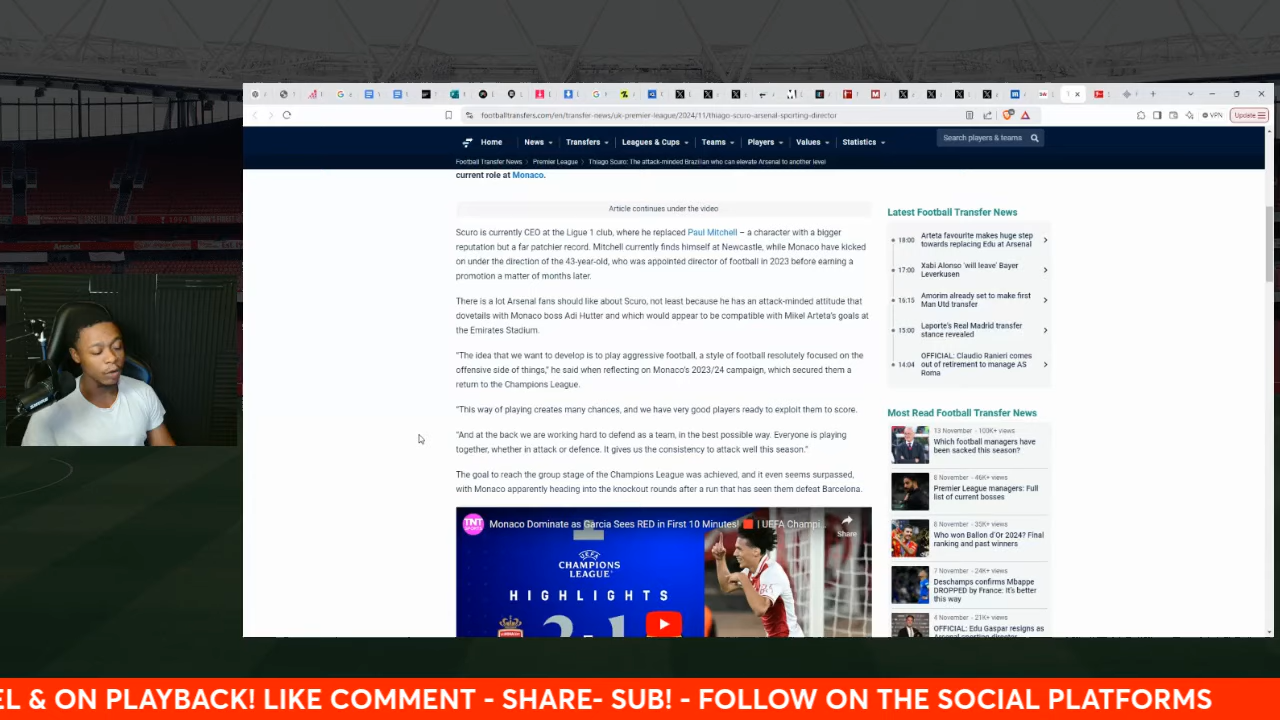 footballtransfers.com/en/transfer-news/uk-premier-league/2024/11/thiago-scuro-arsenal-sporting-director
VPN
Update
Home
News
Transfers
Leagues & Cups
Teams
Players
Values
Statistics
Search players & teams
Football Transfer News
Premier League
Thiago Scuro: The attack-minded Brazilian who can elevate Arsenal to another level
current role at Monaco.
Article continues under the video
Scuro is currently CEO at the Ligue 1 club, where he replaced Paul Mitchell – a character with a bigger
reputation but a far patchier record. Mitchell currently finds himself at Newcastle, while Monaco have kicked
on under the direction of the 43-year-old, who was appointed director of football in 2023 before earning a
promotion a matter of months later.
There is a lot Arsenal fans should like about Scuro, not least because he has an attack-minded attitude that
dovetails with Monaco boss Adi Hutter and which would appear to be compatible with Mikel Arteta's goals at
the Emirates Stadium.
"The idea that we want to develop is to play aggressive football, a style of football resolutely focused on the
offensive side of things," he said when reflecting on Monaco's 2023/24 campaign, which secured them a
return to the Champions League.
"This way of playing creates many chances, and we have very good players ready to exploit them to score.
"And at the back we are working hard to defend as a team, in the best possible way. Everyone is playing
together, whether in attack or defence. It gives us the consistency to attack well this season."
The goal to reach the group stage of the Champions League was achieved, and it even seems surpassed,
with Monaco apparently heading into the knockout rounds after a run that has seen them defeat Barcelona.
Monaco Dominate as Garcia Sees RED in First 10 Minutes! 🟥 | UEFA Champi...
Share
CHAMPIONS
LEAGUE
HIGHLIGHTS
Latest Football Transfer News
18:00
Arteta favourite makes huge step
towards replacing Edu at Arsenal
17:00
Xabi Alonso 'will leave' Bayer
Leverkusen
16:15
Amorim already set to make first
Man Utd transfer
15:00
Laporte's Real Madrid transfer
stance revealed
14:04
OFFICIAL: Claudio Ranieri comes
out of retirement to manage AS
Roma
Most Read Football Transfer News
13 November - 103K+ views
Which football managers have
been sacked this season?
8 November - 46K+ views
Premier League managers: Full
list of current bosses
8 November - 35K+ views
Who won Ballon d'Or 2024? Final
ranking and past winners
7 November - 24K+ views
Deschamps confirms Mbappe
DROPPED by France: It's better
this way
4 November - 21K+ views
OFFICIAL: Edu Gaspar resigns as
EL & ON PLAYBACK! LIKE COMMENT - SHARE- SUB! - FOLLOW ON THE SOCIAL PLATFORMS